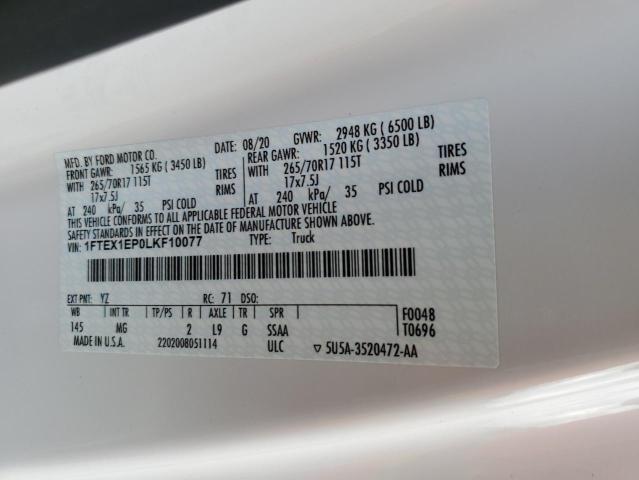 MFD. BY FORD MOTOR CO. DATE: 08/20 GVWR: 2948 KG ( 6500 LB)
FRONT GAWR: 1565 KG ( 3450 LB) REAR GAWR: 1520 KG ( 3350 LB)
WITH 265/70R17 115T TIRES WITH 265/70R17 115T TIRES
17x7.5J RIMS 17x7.5J RIMS
AT 240 kPa/ 35 PSI COLD AT 240 kPa/ 35 PSI COLD
THIS VEHICLE CONFORMS TO ALL APPLICABLE FEDERAL MOTOR VEHICLE
SAFETY STANDARDS IN EFFECT ON THE DATE OF MANUFACTURE SHOWN ABOVE.
VIN: 1FTEX1EP0LKF10077 TYPE: Truck
EXT PNT: YZ RC: 71 DSO:
WB INT TR TP/PS R AXLE TR SPR F0048
145 MG 2 L9 G SSAA T0696
MADE IN U.S.A. 2202008051114 ULC ▽ 5U5A-3520472-AA